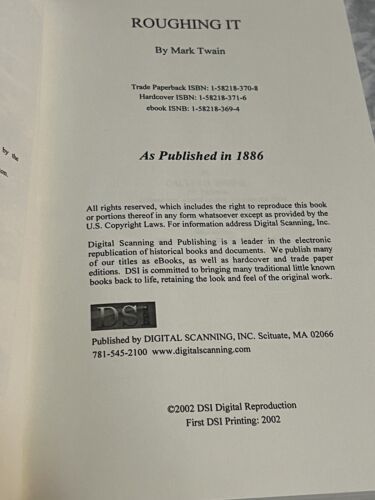 ROUGHING IT
By Mark Twain
Trade Paperback ISBN: 1-58218-370-8
Hardcover ISBN: 1-58218-371-6
ebook ISNB: 1-58218-369-4
by the
on.
As Published in 1886
All rights reserved, which includes the right to reproduce this book
or portions thereof in any form whatsoever except as provided by the
U.S. Copyright Laws. For information address Digital Scanning, Inc.
Digital Scanning and Publishing is a leader in the electronic
republication of historical books and documents. We publish many
of our titles as eBooks, as well as hardcover and trade paper
editions. DSI is committed to bringing many traditional little known
books back to life, retaining the look and feel of the original work.
DSI
Published by DIGITAL SCANNING, INC. Scituate, MA 02066
781-545-2100 www.digitalscanning.com
©2002 DSI Digital Reproduction
First DSI Printing: 2002